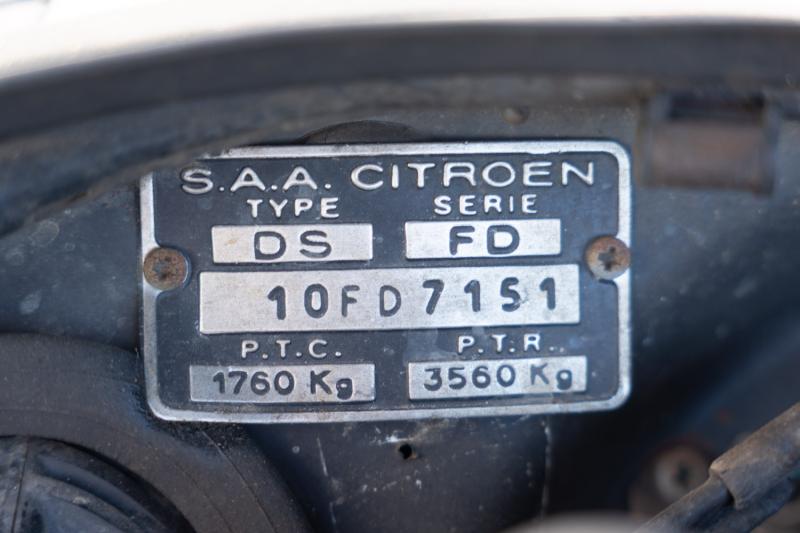 S.A.A. CITROEN
TYPE SERIE
DS FD
10FD7151
P.T.C. P.T.R..
1760 Kg 3560 Kg